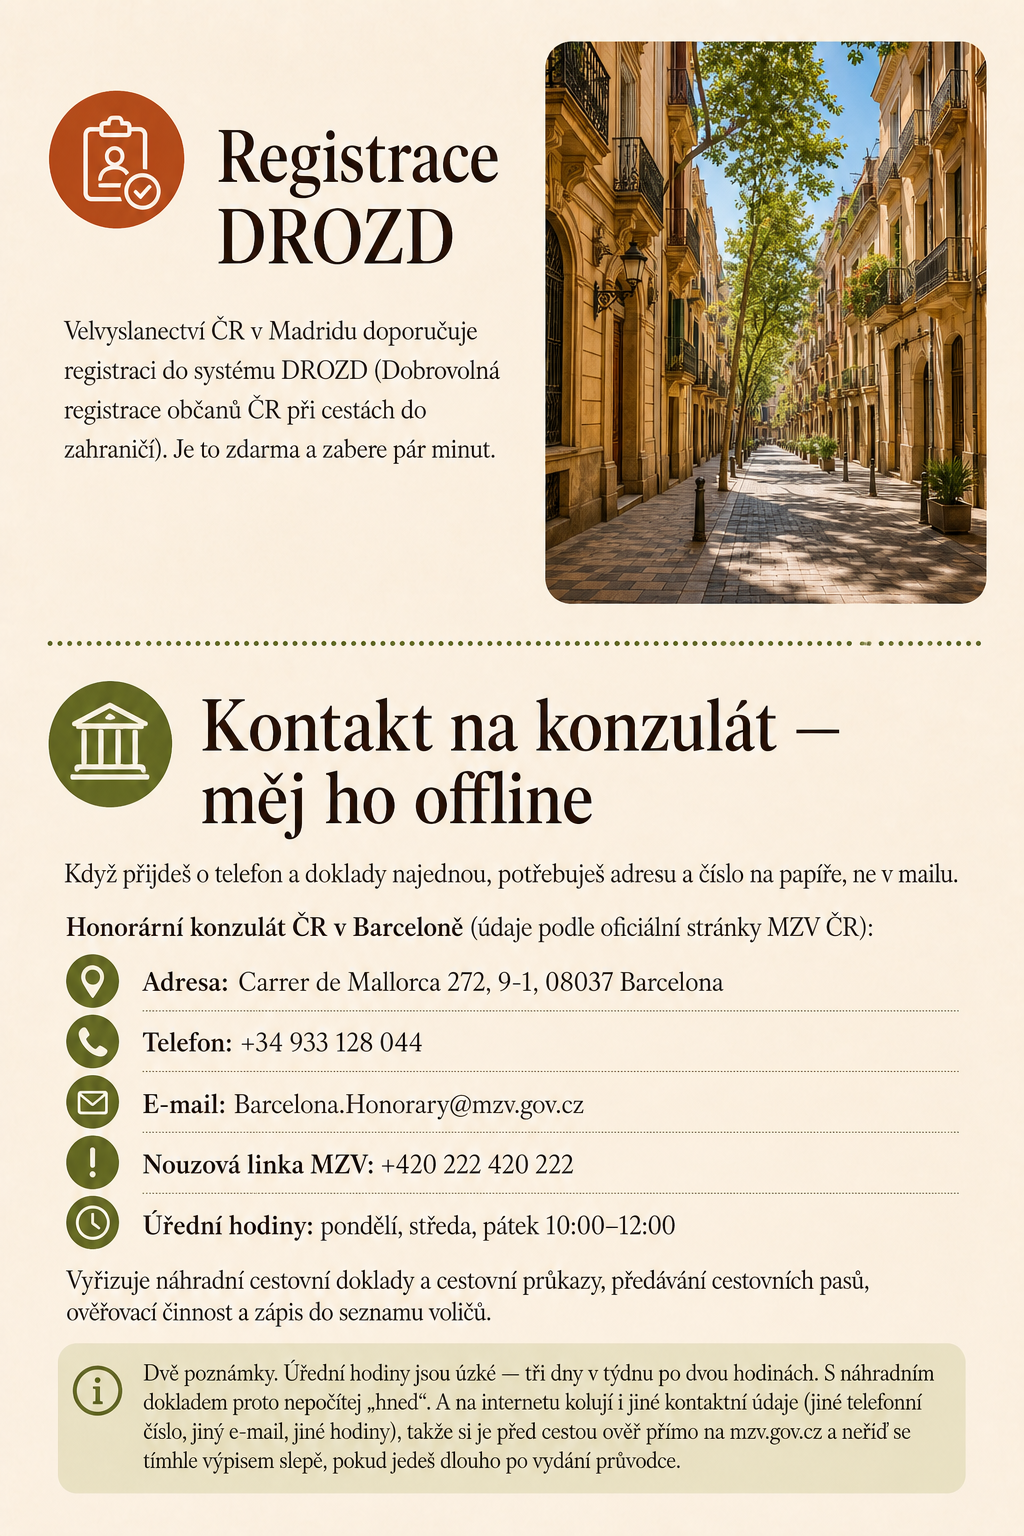 Registrace
DROZD
Velvyslanectví ČR v Madridu doporučuje
registraci do systému DROZD (Dobrovolná
registrace občanů ČR při cestách do
zahraničí). Je to zdarma a zabere pár minut.
Kontakt na konzulát —
měj ho offline
Když přijdeš o telefon a doklady najednou, potřebuješ adresu a číslo na papíře, ne v mailu.
Honorární konzulát ČR v Barceloně (údaje podle oficiální stránky MZV ČR):
Adresa: Carrer de Mallorca 272, 9-1, 08037 Barcelona
Telefon: +34 933 128 044
E-mail: Barcelona.Honorary@mzv.gov.cz
Nouzová linka MZV: +420 222 420 222
Úřední hodiny: pondělí, středa, pátek 10:00–12:00
Vyřizuje náhradní cestovní doklady a cestovní průkazy, předávání cestovních pasů,
ověřovací činnost a zápis do seznamu voličů.
Dvě poznámky. Úřední hodiny jsou úzké — tři dny v týdnu po dvou hodinách. S náhradním
dokladem proto nepočítej „hned“. A na internetu kolují i jiné kontaktní údaje (jiné telefonní
číslo, jiný e-mail, jiné hodiny), takže si je před cestou ověř přímo na mzv.gov.cz a neřiď se
tímhle výpisem slepě, pokud jedeš dlouho po vydání průvodce.